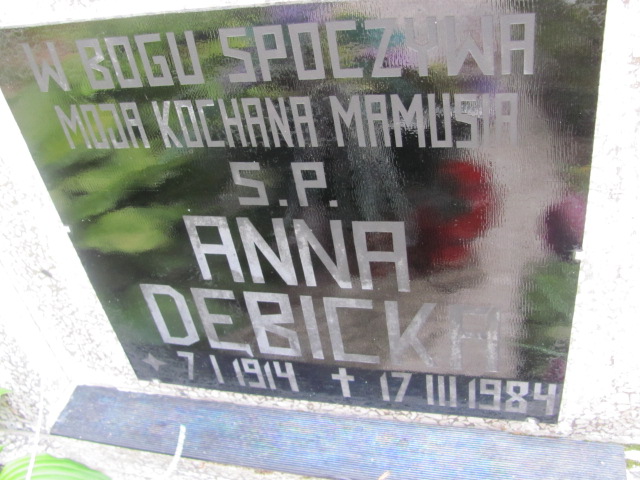 W BOGU SPOCZYWA
MOJA KOCHANA MAMUSIA
S.P.
ANNA
DĘBICKA
7 I 1914 † 17 III 1984